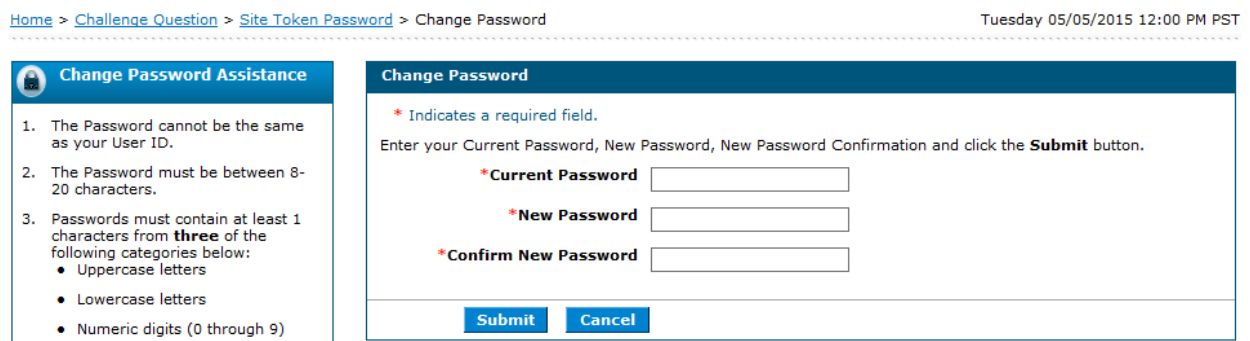 Home > Challenge Question > Site Token Password > Change Password
Tuesday 05/05/2015 12:00 PM PST
Change Password Assistance
1. The Password cannot be the same
as your User ID.
2. The Password must be between 8-
20 characters.
3. Passwords must contain at least 1
characters from three of the
following categories below:
● Uppercase letters
● Lowercase letters
● Numeric digits (0 through 9)
Change Password
* Indicates a required field.
Enter your Current Password, New Password, New Password Confirmation and click the Submit button.
*Current Password
*New Password
*Confirm New Password
Submit Cancel